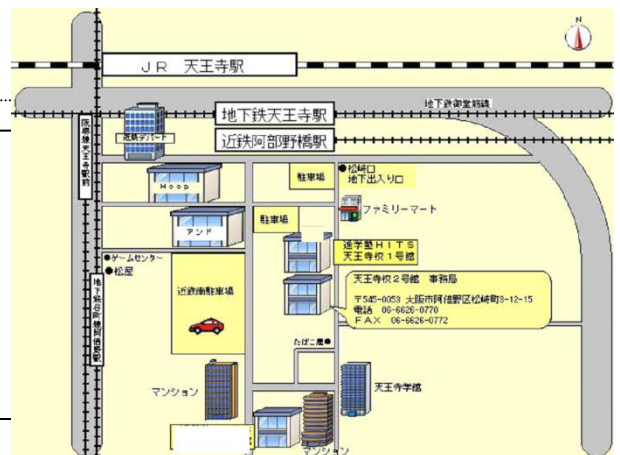 N
JR 天王寺駅
地下鉄御堂筋線
地下鉄天王寺駅
近鉄阿部野橋駅
近鉄デパート
阪堺線天王寺駅前
Hoop
駐車場
●松崎口
地下出入り口
ファミリーマート
アンド
駐車場
進学塾HITS
天王寺校1号館
●ゲームセンター
●松屋
近鉄南駐車場
天王寺校2号館 事務局
〒545-0053 大阪市阿倍野区松崎町3-12-15
電話 06-6626-0770
FAX 06-6626-0772
地下鉄谷町線阿倍野駅
たばこ屋●
マンション
天王寺学館
マンション